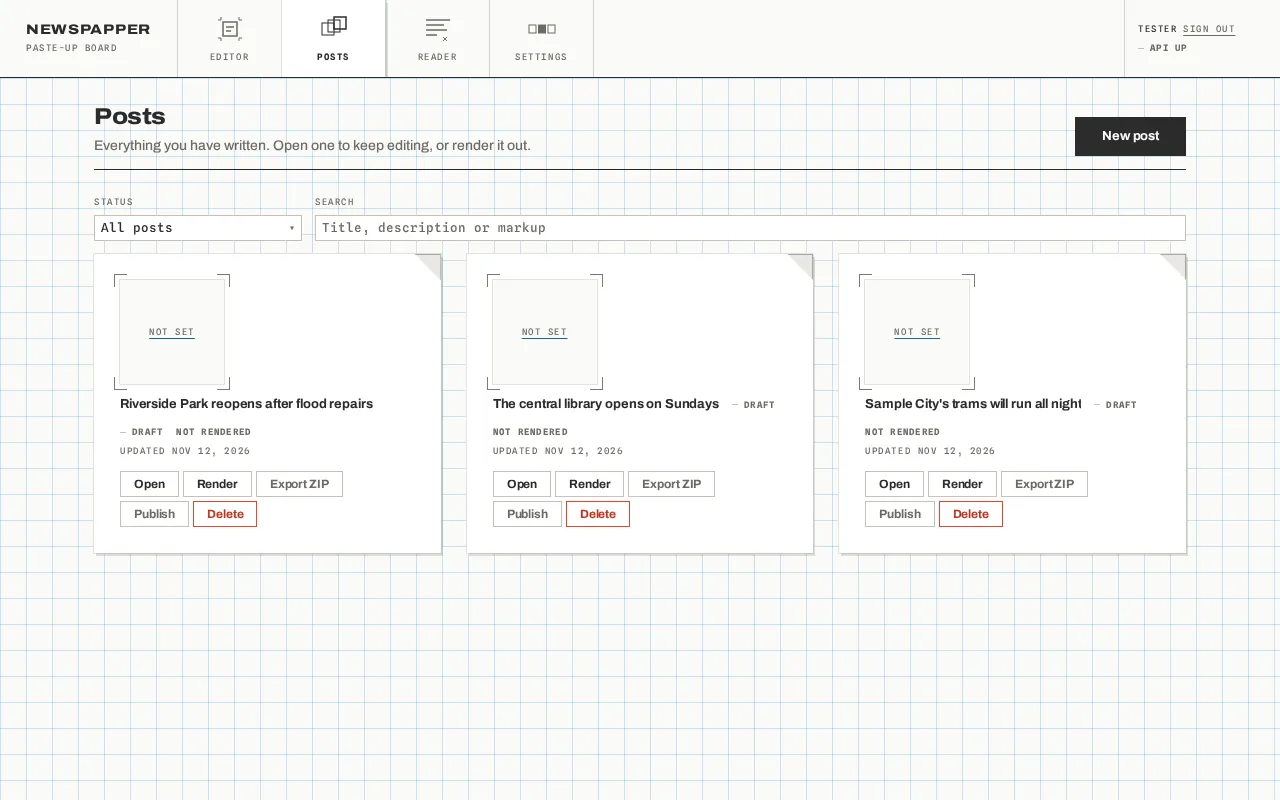 NEWSPAPPER
PASTE-UP BOARD
EDITOR
POSTS
READER
SETTINGS
TESTER SIGN OUT
— API UP
Posts
Everything you have written. Open one to keep editing, or render it out.
New post
STATUS
SEARCH
All posts
Title, description or markup
NOT SET
Riverside Park reopens after flood repairs
— DRAFT NOT RENDERED
UPDATED NOV 12, 2026
Open Render Export ZIP
Publish Delete
NOT SET
The central library opens on Sundays — DRAFT
NOT RENDERED
UPDATED NOV 12, 2026
Open Render Export ZIP
Publish Delete
NOT SET
Sample City's trams will run all night — DRAFT
NOT RENDERED
UPDATED NOV 12, 2026
Open Render Export ZIP
Publish Delete